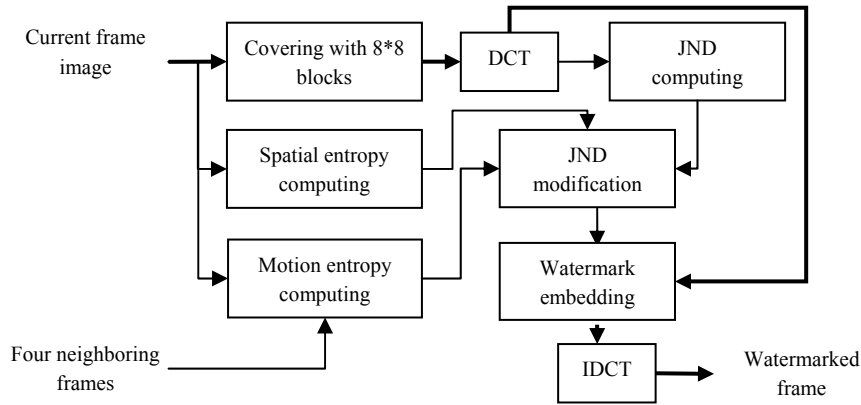 Current frame
image
Covering with 8*8
blocks
DCT
JND
computing
Spatial entropy
computing
JND
modification
Motion entropy
computing
Watermark
embedding
Four neighboring
frames
IDCT
Watermarked
frame